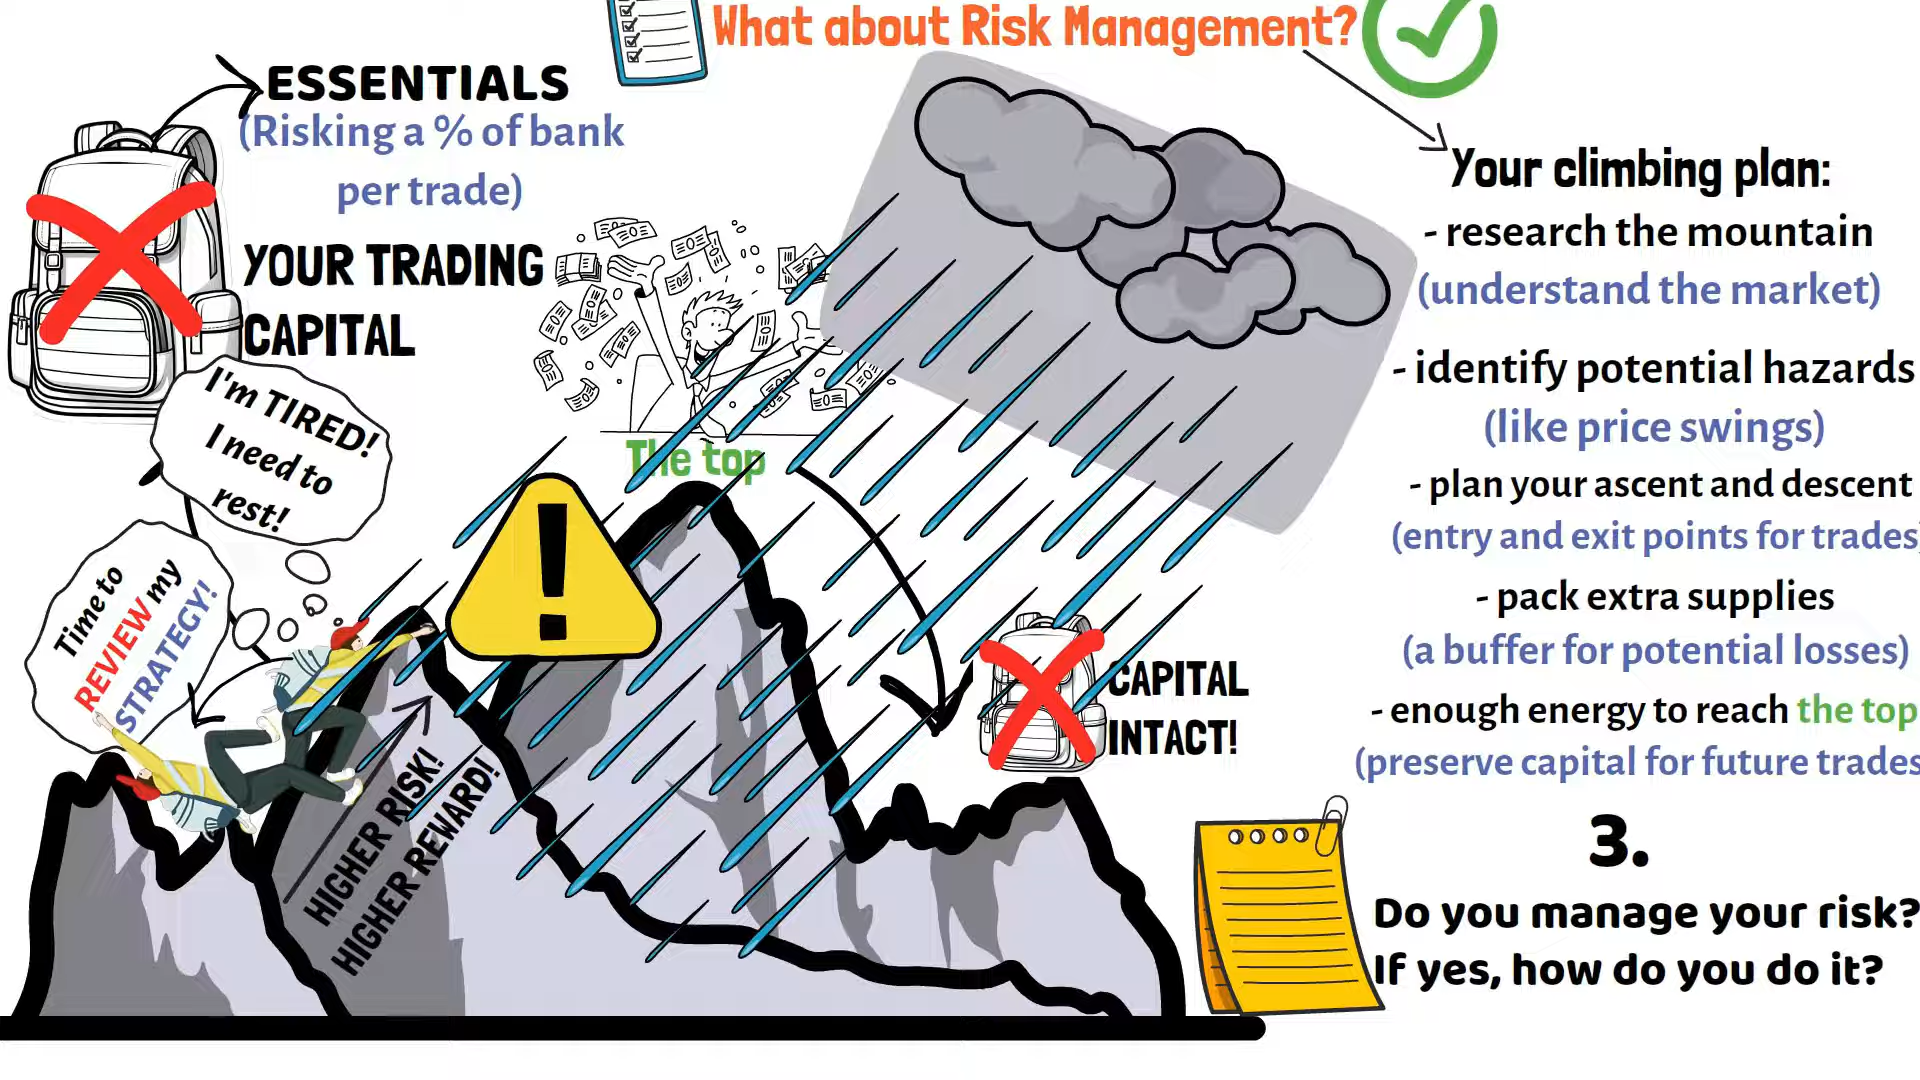 What about Risk Management?
ESSENTIALS
(Risking a % of bank
per trade)
YOUR TRADING
CAPITAL
I'm TIRED!
I need to
rest!
Time to
REVIEW my
STRATEGY!
The top
HIGHER RISK!
HIGHER REWARD!
CAPITAL
INTACT!
Your climbing plan:
- research the mountain
(understand the market)
- identify potential hazards
(like price swings)
- plan your ascent and descent
(entry and exit points for trades)
- pack extra supplies
(a buffer for potential losses)
- enough energy to reach the top
(preserve capital for future trades
3.
Do you manage your risk?
If yes, how do you do it?